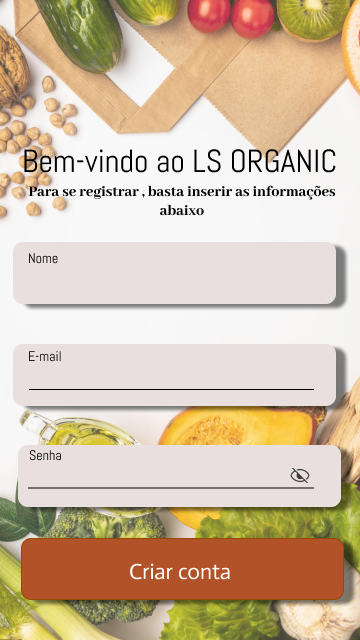 Bem-vindo ao LS ORGANIC
Para se registrar , basta inserir as informações
abaixo
Nome
E-mail
Senha
Criar conta